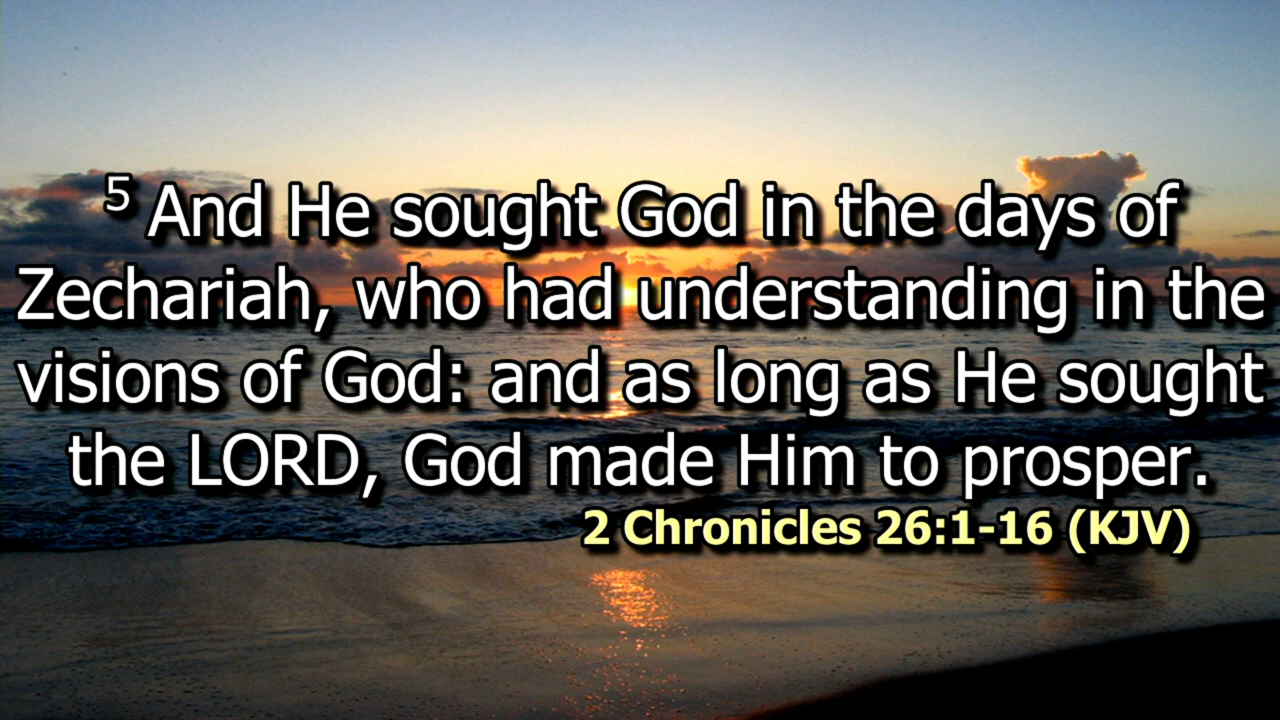 5 And He sought God in the days of
Zechariah, who had understanding in the
visions of God: and as long as He sought
the LORD, God made Him to prosper.
2 Chronicles 26:1-16 (KJV)